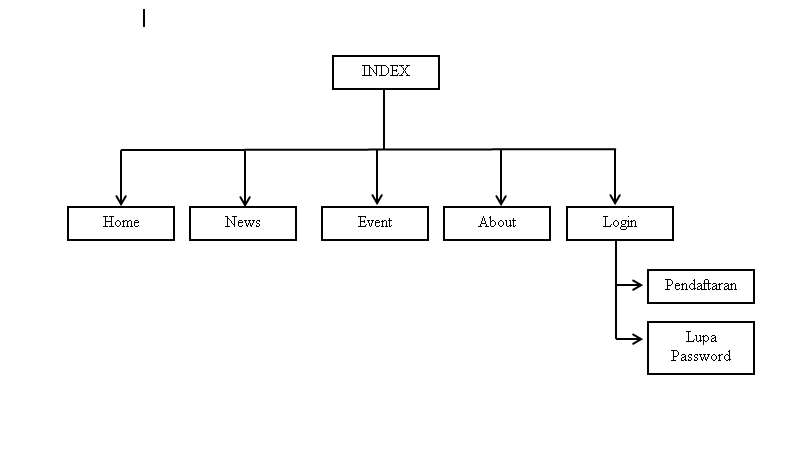 INDEX
Home
News
Event
About
Login
Pendaftaran
Lupa
Password